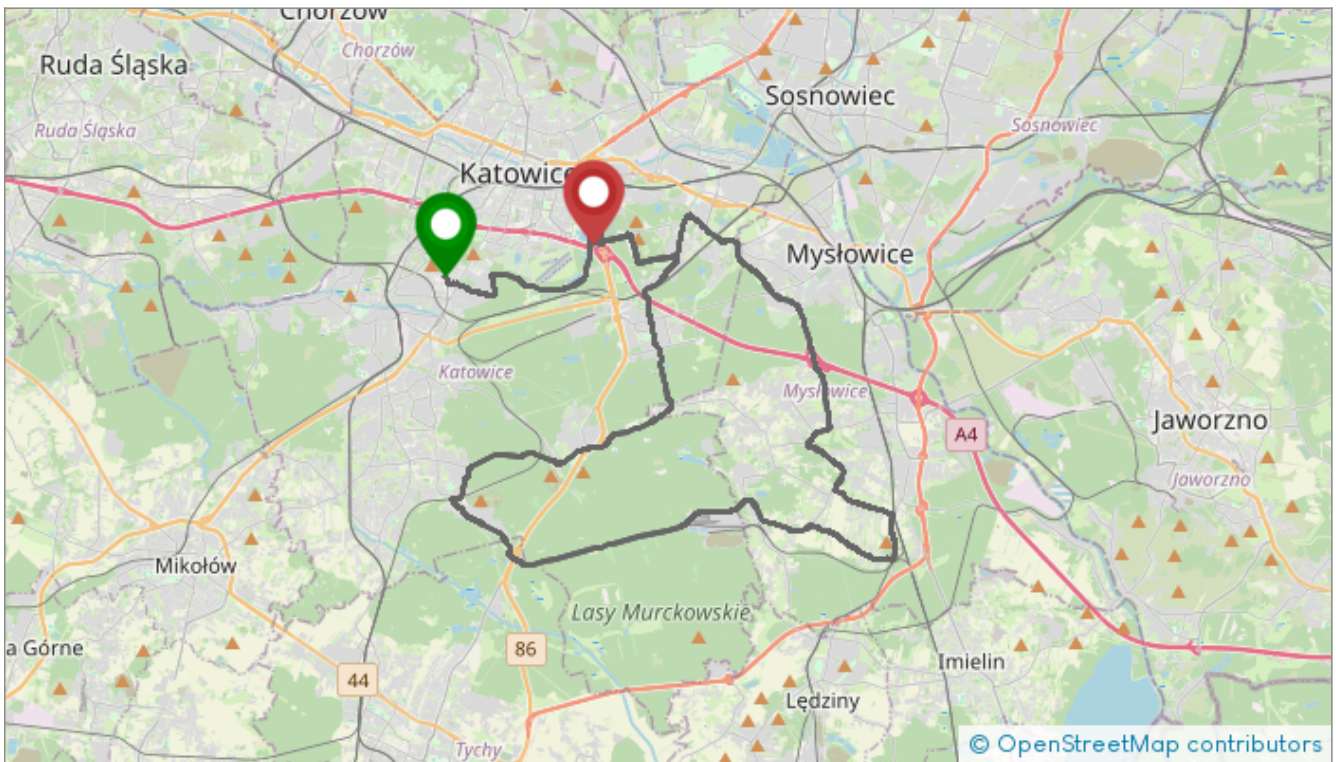 Chorzów
Chorzów
Ruda Śląska
Sosnowiec
Ruda Śląska
Sosnowiec
Katowice
Mysłowice
Katowice
Mysłowice
Jaworzno
A4
Jaworzno
Mikołów
Lasy Murckowskie
a Górne
86
Imielin
44
Lędziny
Tychy
© OpenStreetMap contributors